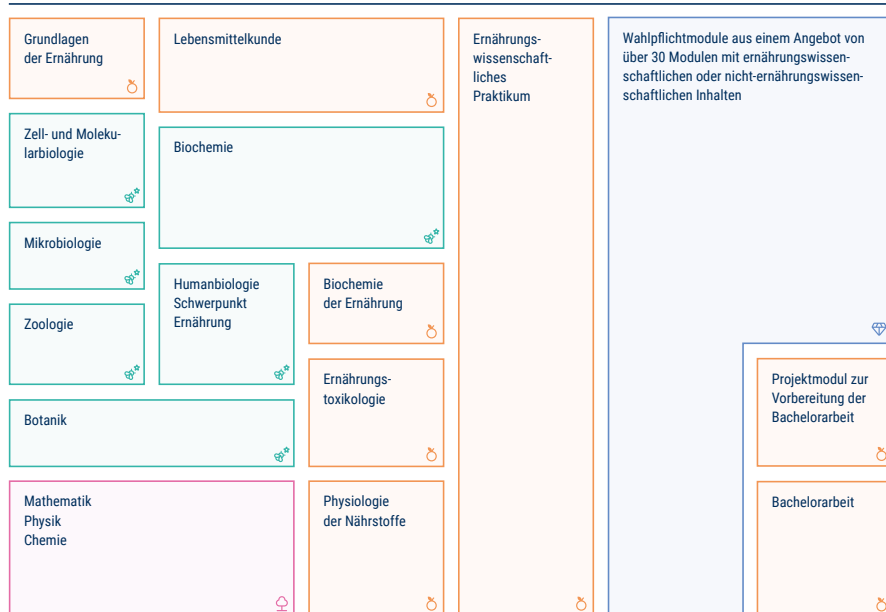 Grundlagen
der Ernährung
Lebensmittelkunde
Ernährungs-
wissenschaft-
liches
Praktikum
Wahlpflichtmodule aus einem Angebot von
über 30 Modulen mit ernährungswissen-
schaftlichen oder nicht-ernährungswissen-
schaftlichen Inhalten
Zell- und Moleku-
larbiologie
Biochemie
Mikrobiologie
Humanbiologie
Schwerpunkt
Ernährung
Biochemie
der Ernährung
Zoologie
Ernährungs-
toxikologie
Projektmodul zur
Vorbereitung der
Bachelorarbeit
Botanik
Mathematik
Physik
Chemie
Physiologie
der Nährstoffe
Bachelorarbeit